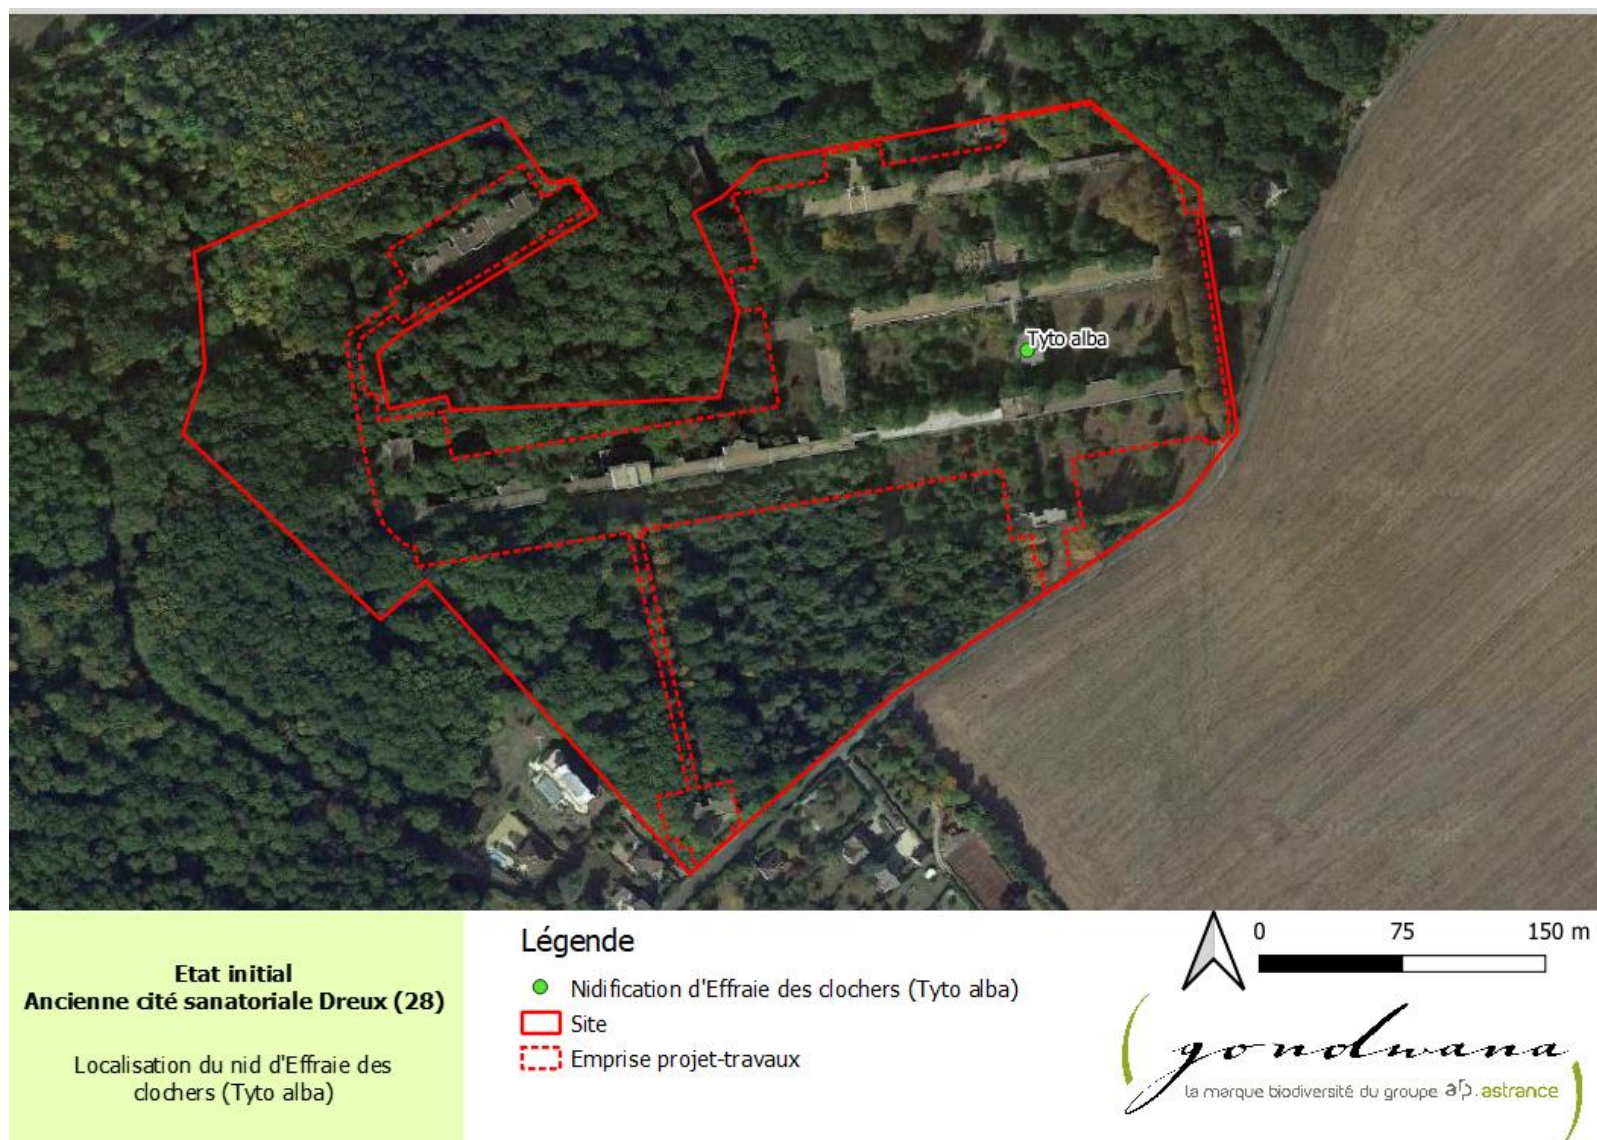 Tyto alba
Etat initial
Ancienne cité sanatoriale Dreux (28)
Localisation du nid d'Effraie des
clochers (Tyto alba)
Légende
Nidification d'Effraie des clochers (Tyto alba)
Site
Emprise projet-travaux
0 75 150 m
gondwana
la marque biodiversité du groupe arp. astrance